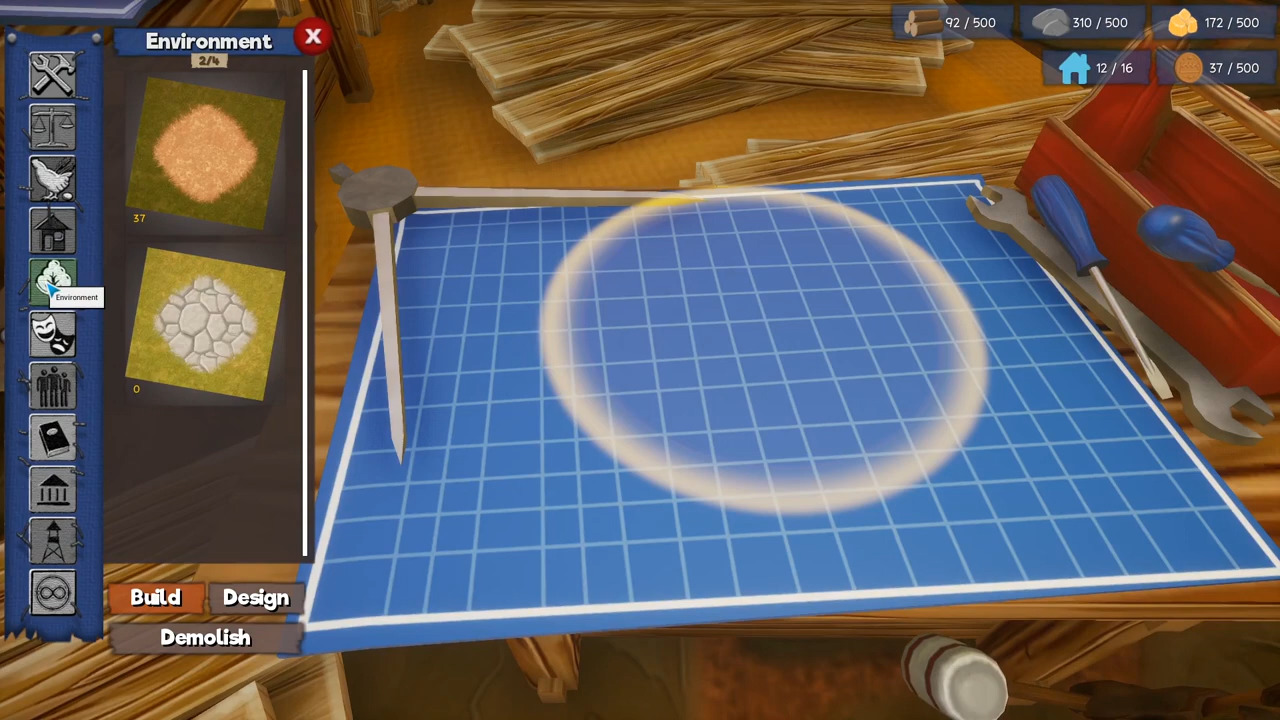 Environment
X
2/4
37
0
Environment
Build
Design
Demolish
92 / 500
310 / 500
172 / 500
12 / 16
37 / 500